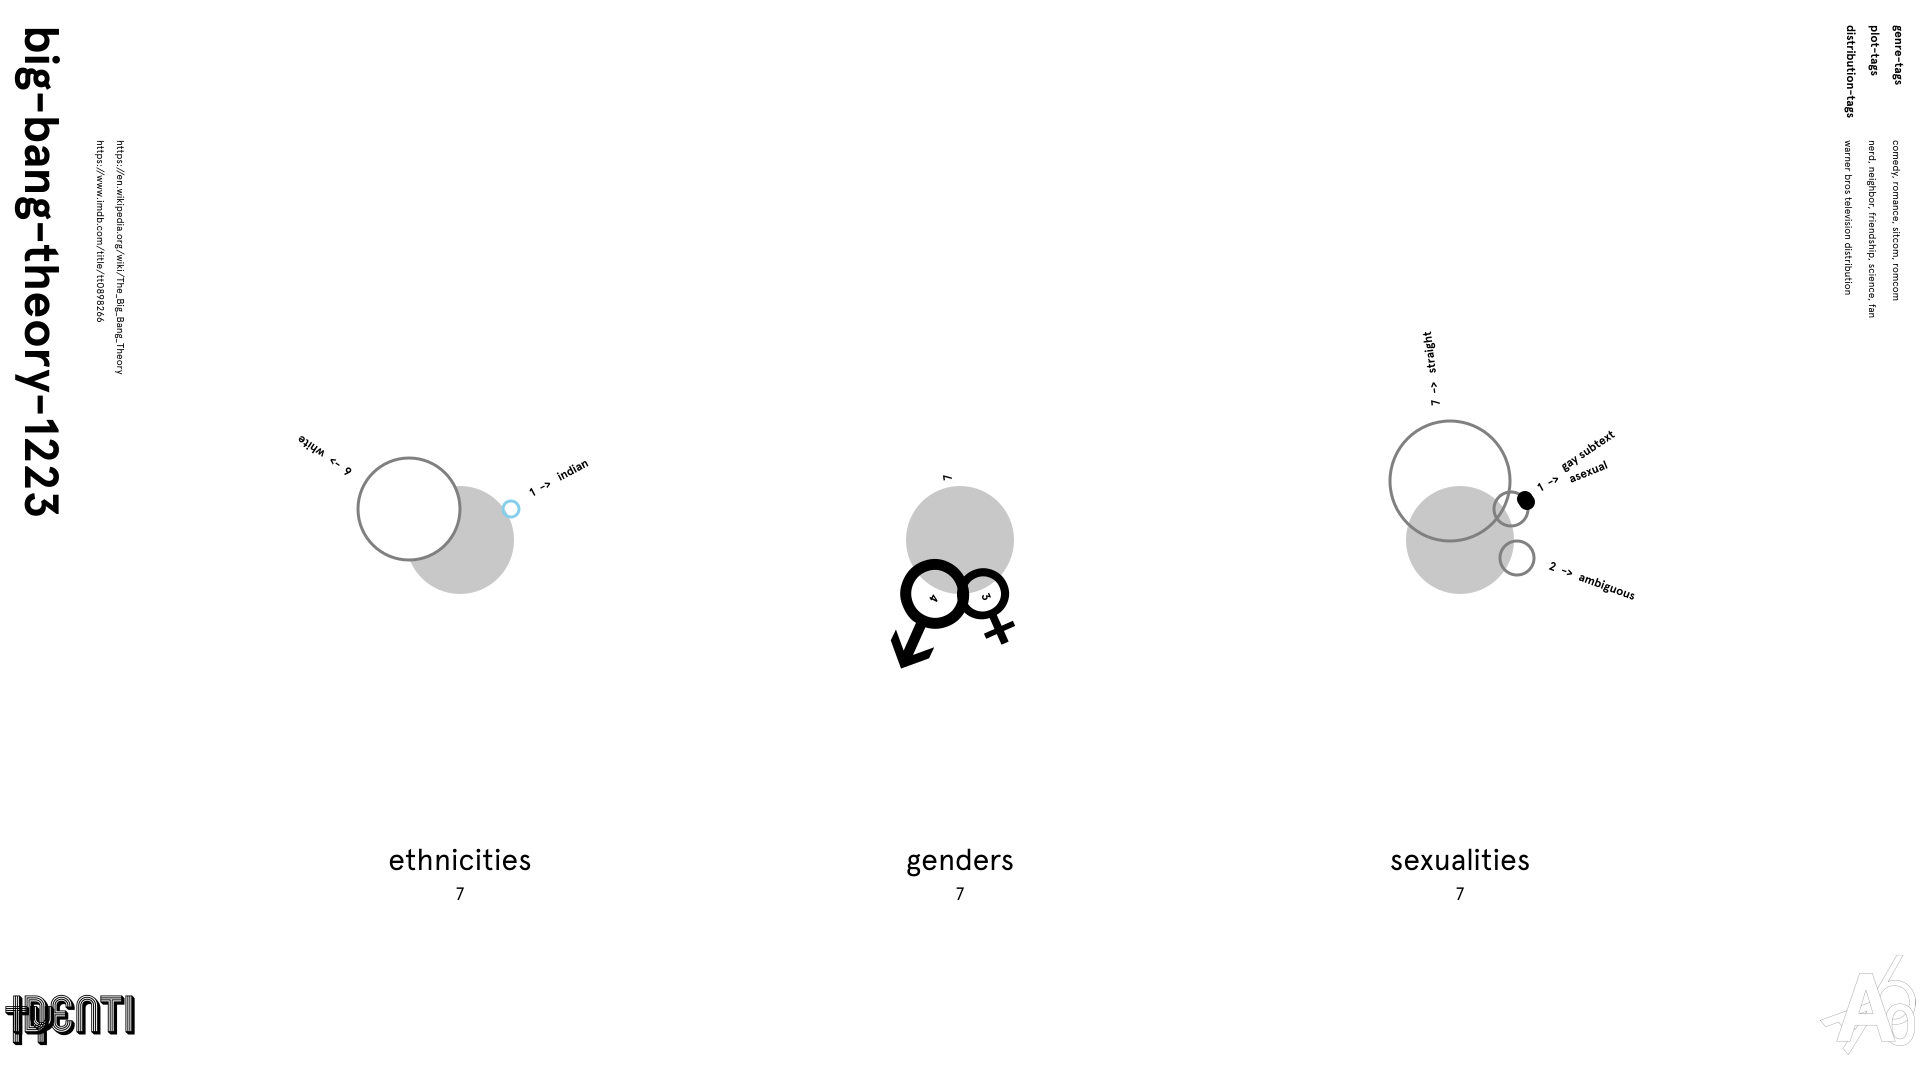 big-bang-theory-1223
https://en.wikipedia.org/wiki/The_Big_Bang_Theory
https://www.imdb.com/title/tt0898266
genre-tags comedy, romance, sitcom, romcom
plot-tags nerd, neighbor, friendship, science, fan
distribution-tags warner bros television distribution
6 -> white
1 -> indian
7
4
3
7 -> straight
1 -> gay subtext
asexual
2 -> ambiguous
ethnicities
7
genders
7
sexualities
7
IDENTI